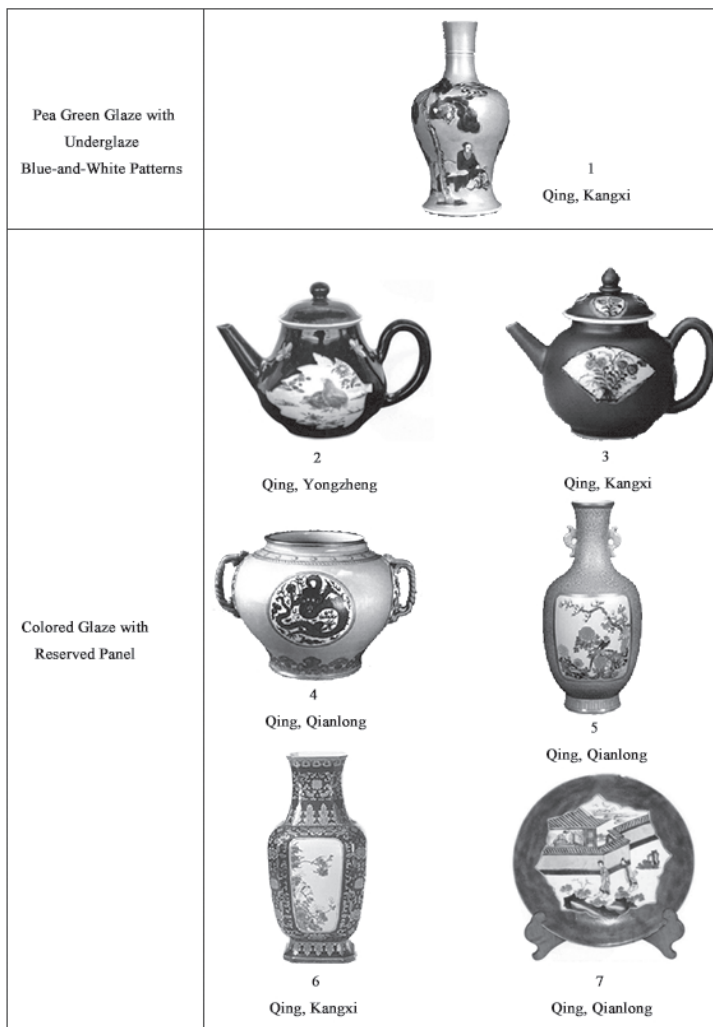 Pea Green Glaze with
Underglaze
Blue-and-White Patterns
1
Qing, Kangxi
Colored Glaze with
Reserved Panel
2
Qing, Yongzheng
3
Qing, Kangxi
4
Qing, Qianlong
5
Qing, Qianlong
6
Qing, Kangxi
7
Qing, Qianlong